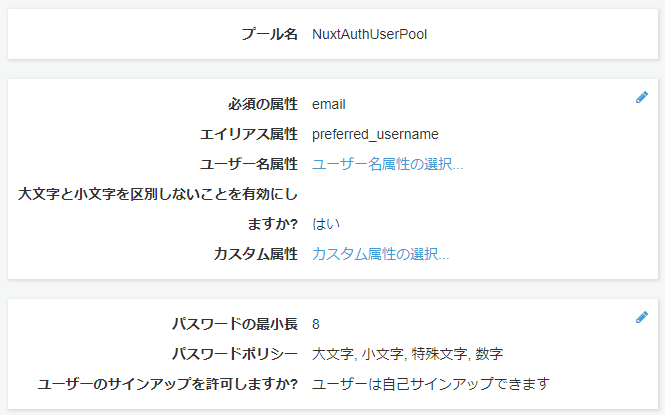 プール名 NuxtAuthUserPool
必須の属性 email
エイリアス属性 preferred_username
ユーザー名属性 ユーザー名属性の選択...
大文字と小文字を区別しないことを有効にし
ますか? はい
カスタム属性 カスタム属性の選択...
パスワードの最小長 8
パスワードポリシー 大文字, 小文字, 特殊文字, 数字
ユーザーのサインアップを許可しますか? ユーザーは自己サインアップできます